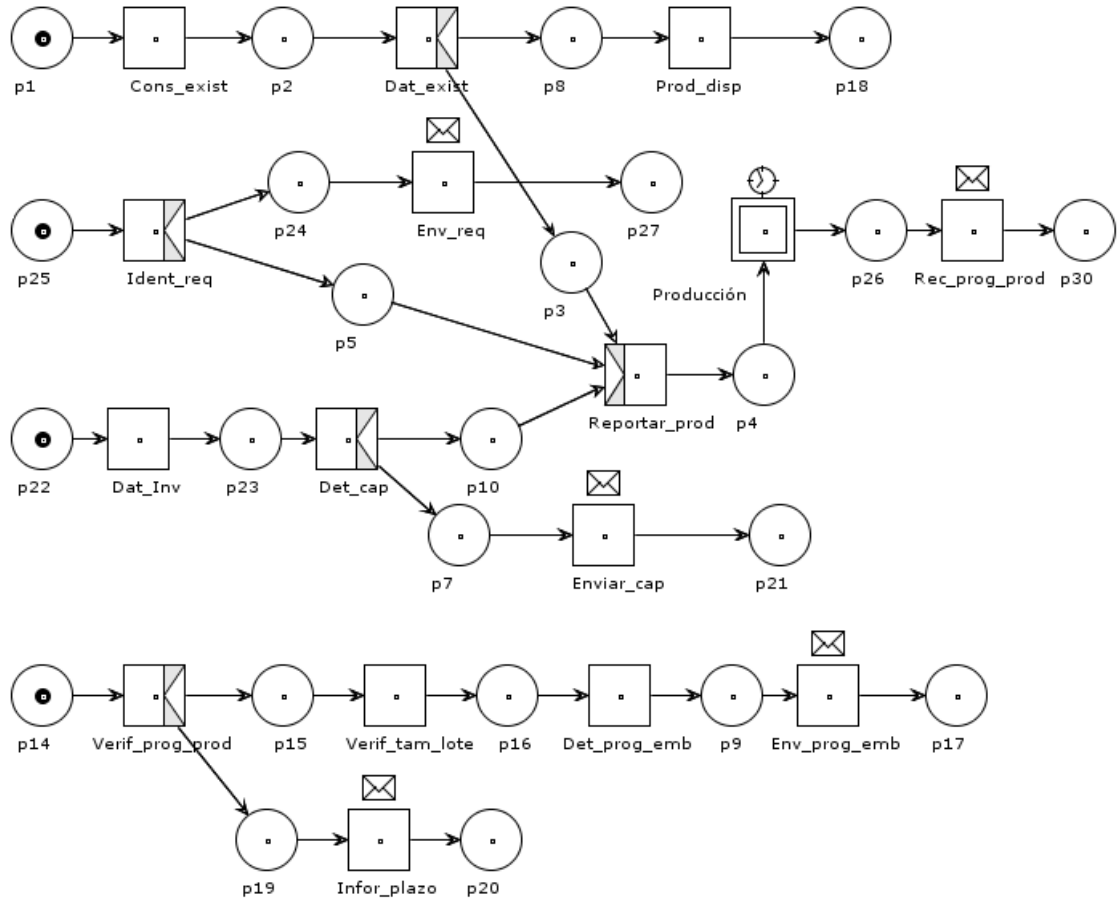 p1 Cons_exist p2 Dat_exist p8 Prod_disp p18
p25 Ident_req p24 Env_req p27
p5 p3 Producción p26 Rec_prog_prod p30
p22 Dat_Inv p23 Det_cap p10 Reportar_prod p4
p7 Enviar_cap p21
p14 Verif_prog_prod p15 Verif_tam_lote p16 Det_prog_emb p9 Env_prog_emb p17
p19 Infor_plazo p20